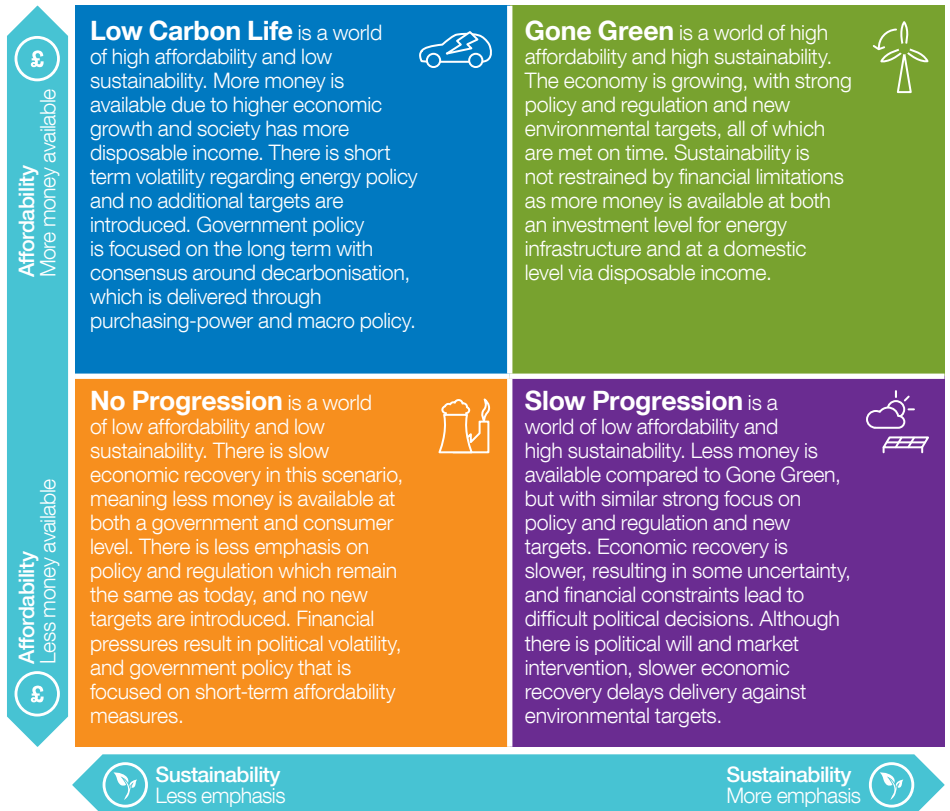 Affordability
More money available
£
Low Carbon Life is a world
of high affordability and low
sustainability. More money is
available due to higher economic
growth and society has more
disposable income. There is short
term volatility regarding energy policy
and no additional targets are
introduced. Government policy
is focused on the long term with
consensus around decarbonisation,
which is delivered through
purchasing-power and macro policy.
Gone Green is a world of high
affordability and high sustainability.
The economy is growing, with strong
policy and regulation and new
environmental targets, all of which
are met on time. Sustainability is
not restrained by financial limitations
as more money is available at both
an investment level for energy
infrastructure and at a domestic
level via disposable income.
Affordability
Less money available
£
No Progression is a world
of low affordability and low
sustainability. There is slow
economic recovery in this scenario,
meaning less money is available at
both a government and consumer
level. There is less emphasis on
policy and regulation which remain
the same as today, and no new
targets are introduced. Financial
pressures result in political volatility,
and government policy that is
focused on short-term affordability
measures.
Slow Progression is a
world of low affordability and
high sustainability. Less money is
available compared to Gone Green,
but with similar strong focus on
policy and regulation and new
targets. Economic recovery is
slower, resulting in some uncertainty,
and financial constraints lead to
difficult political decisions. Although
there is political will and market
intervention, slower economic
recovery delays delivery against
environmental targets.
Sustainability
Less emphasis
Sustainability
More emphasis